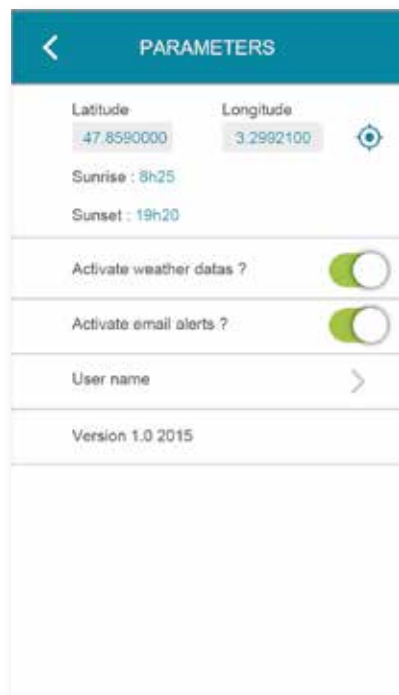 PARAMETERS
Latitude Longitude
47.8590000 3.2992100
Sunrise : 8h25
Sunset : 19h20
Activate weather datas ?
Activate email alerts ?
User name
Version 1.0 2015